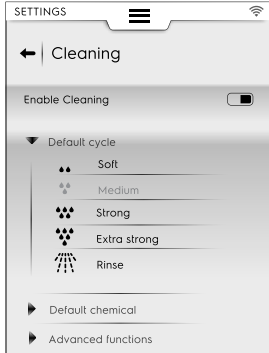 SETTINGS
Cleaning
Enable Cleaning
Default cycle
Soft
Medium
Strong
Extra strong
Rinse
Default chemical
Advanced functions